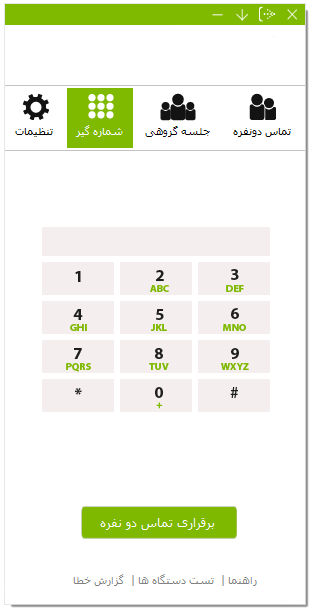 تماس دونفره جلسه گروهی شماره گیر تنظیمات
1 2 3
ABC DEF
4 5 6
GHI JKL MNO
7 8 9
PQRS TUV WXYZ
* 0 #
+
برقراری تماس دو نفره
راهنما | تست دستگاه ها | گزارش خطا